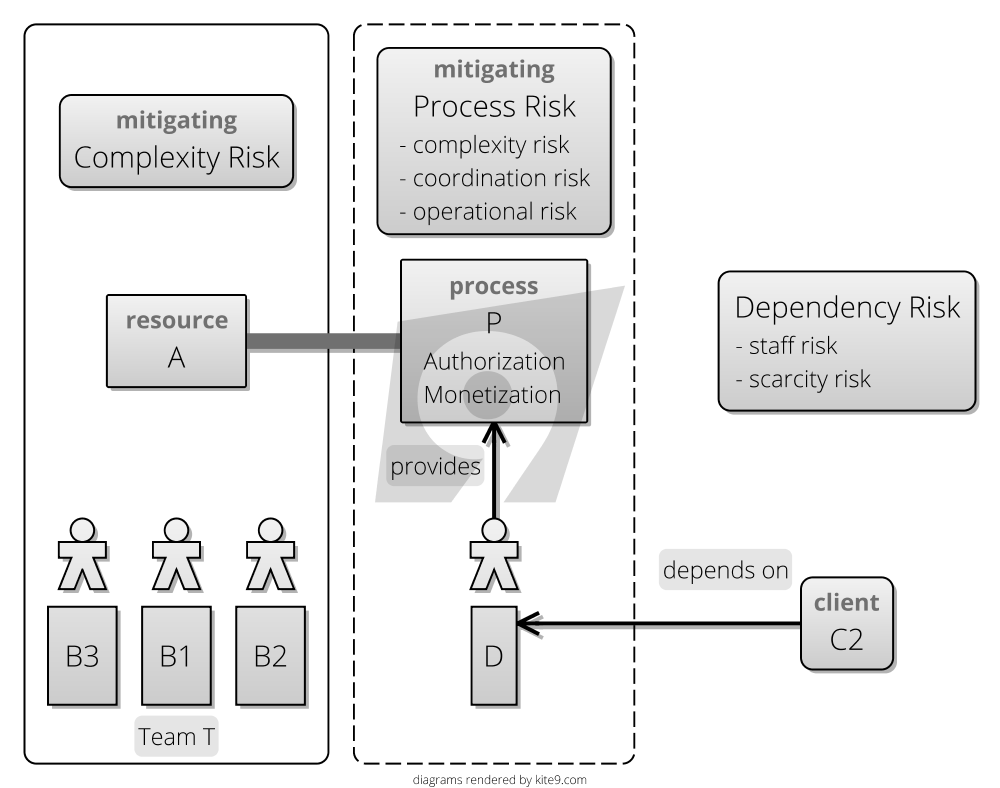 mitigating
Complexity Risk
resource
A
B3
B1
B2
Team T
mitigating
Process Risk
- complexity risk
- coordination risk
- operational risk
process
P
Authorization
Monetization
provides
D
Dependency Risk
- staff risk
- scarcity risk
depends on
client
C2
diagrams rendered by kite9.com